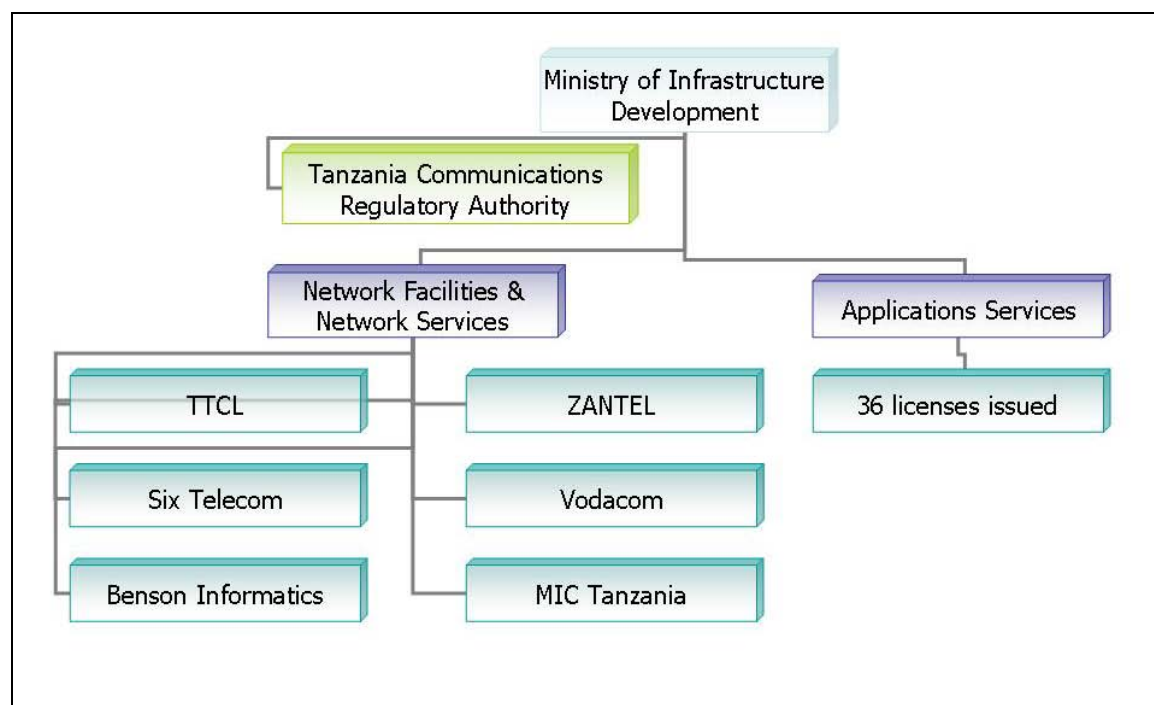 Ministry of Infrastructure
Development
Tanzania Communications
Regulatory Authority
Network Facilities &
Network Services
Applications Services
TTCL
ZANTEL
36 licenses issued
Six Telecom
Vodacom
Benson Informatics
MIC Tanzania